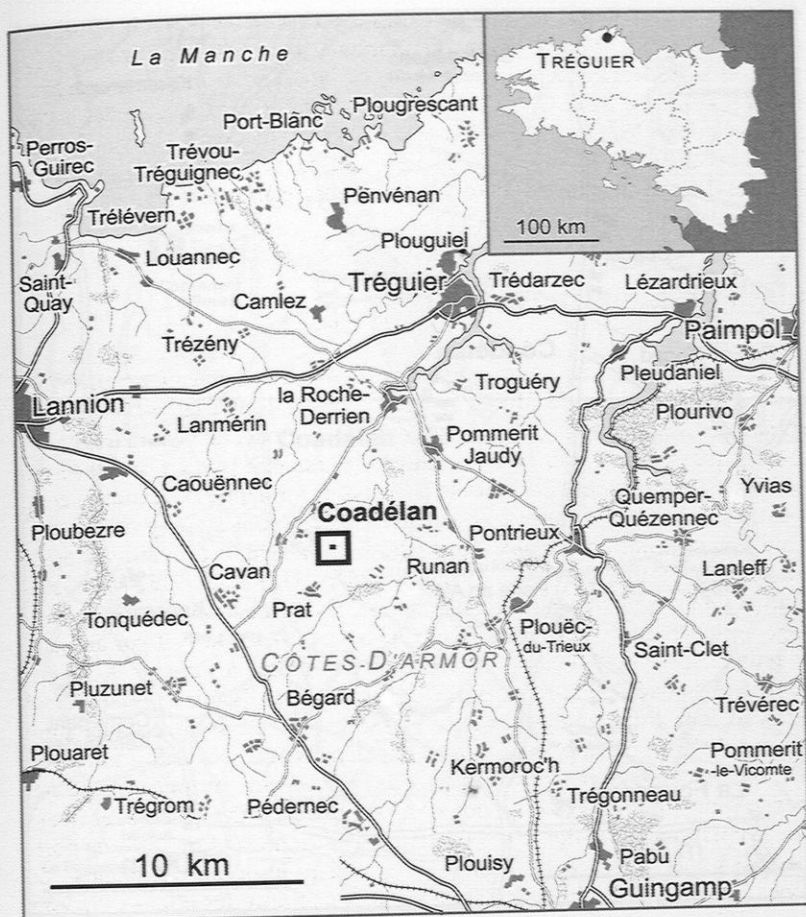 La Manche
TRÉGUIER
100 km
Port-Blanc
Plougrescant
Perros-
Guirec
Trévou-
Tréguignec
Penvénan
Trélévern
Plouguiel
Louannec
Tréguier
Trédarzec
Lézardrieux
Saint-
Quay
Camlez
Paimpol
Trézény
Troguéry
Pleudaniel
Lannion
la Roche-
Derrien
Plourivo
Lanmérin
Pommerit
Jaudy
Caouënnec
Quemper-
Quézennec
Yvias
Coadélan
Ploubezre
Pontrieux
Cavan
Runan
Lanleff
Prat
Tonquédec
Plouëc-
du-Trieux
Saint-Clet
CÔTES-D'ARMOR
Pluzunet
Bégard
Trévérec
Plouaret
Kermoroc'h
Pommerit
-le-Vicomte
Trégrom
Pédernec
Trégonneau
10 km
Plouisy
Pabu
Guingamp